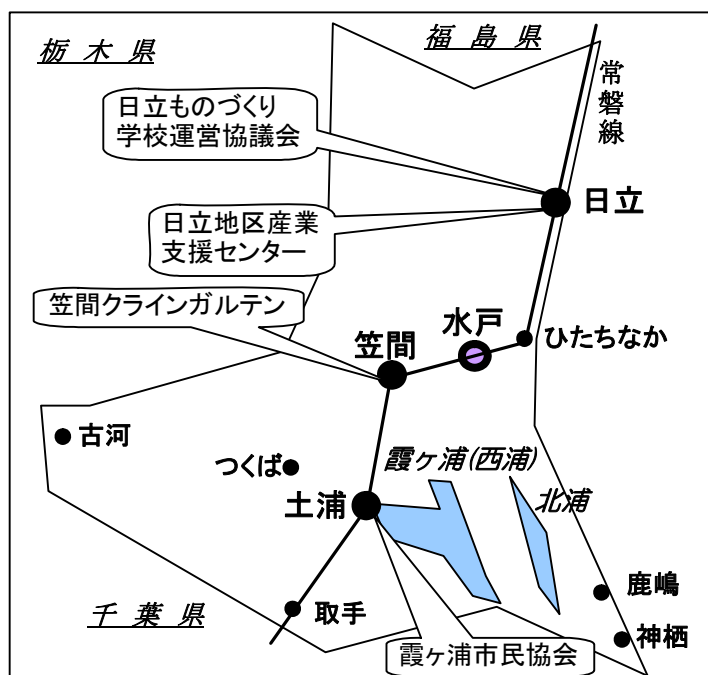 栃木県
福島県
常磐線
日立ものづくり
学校運営協議会
日立
日立地区産業
支援センター
笠間クラインガルテン
水戸
ひたちなか
笠間
古河
つくば
霞ヶ浦(西浦)
北浦
土浦
鹿嶋
取手
千葉県
神栖
霞ヶ浦市民協会